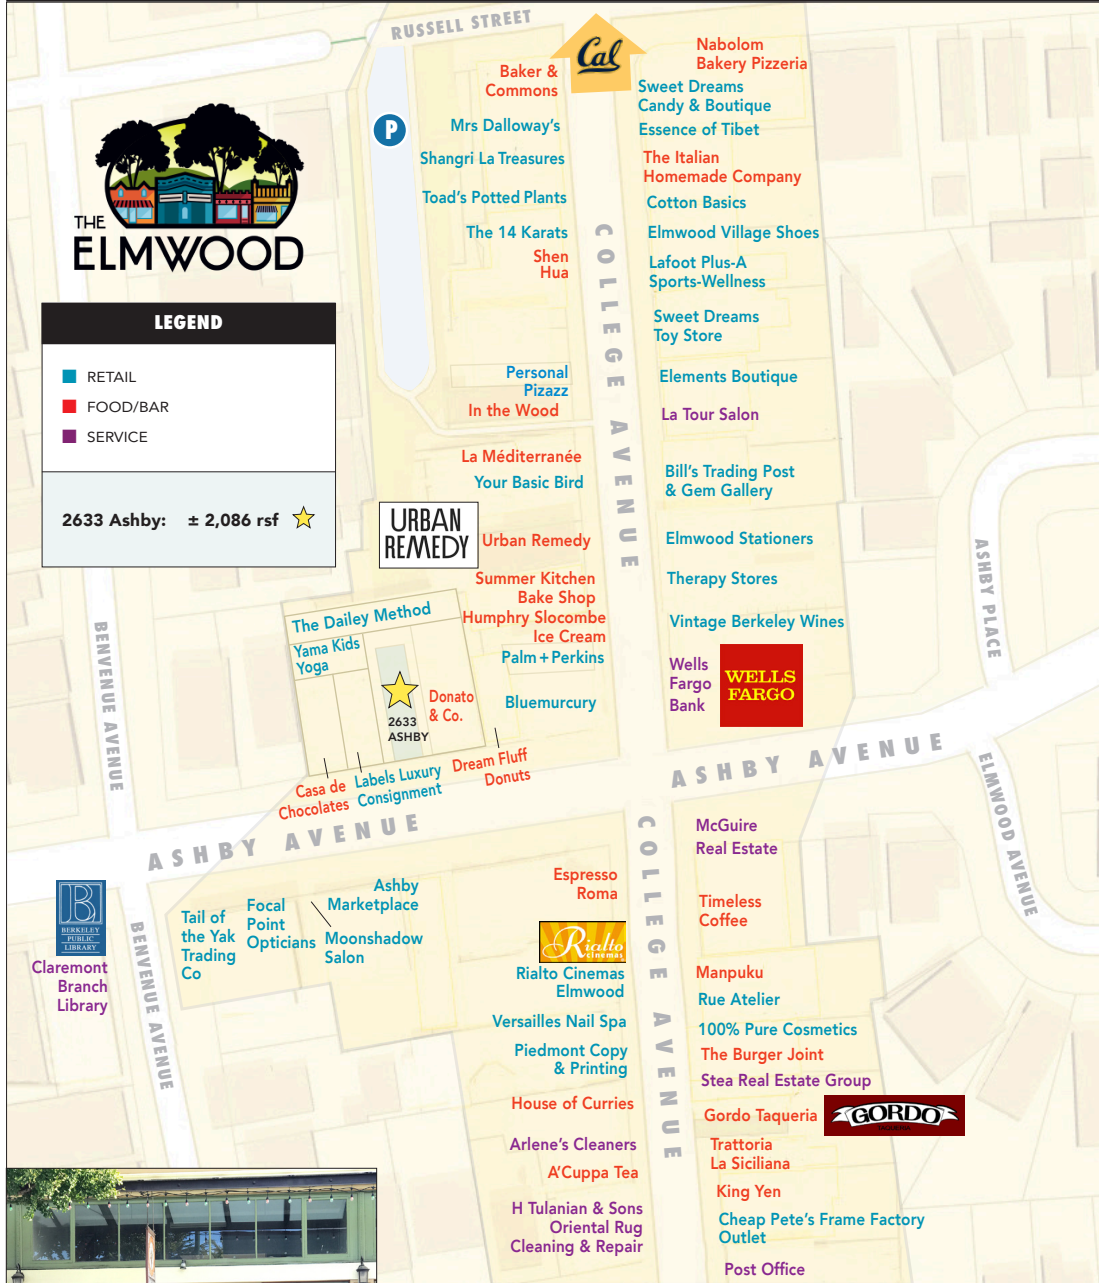 RUSSELL STREET
Cal
Baker &
Commons
Mrs Dalloway's
Shangri La Treasures
Toad's Potted Plants
The 14 Karats
Shen
Hua
Personal
Pizazz
In the Wood
La Méditerranée
Your Basic Bird
URBAN
REMEDY
Urban Remedy
Summer Kitchen
Bake Shop
Humphry Slocombe
Ice Cream
Palm + Perkins
Bluemurcury
Nabolom
Bakery Pizzeria
Sweet Dreams
Candy & Boutique
Essence of Tibet
The Italian
Homemade Company
Cotton Basics
Elmwood Village Shoes
Lafoot Plus-A
Sports-Wellness
Sweet Dreams
Toy Store
Elements Boutique
La Tour Salon
Bill's Trading Post
& Gem Gallery
Elmwood Stationers
Therapy Stores
Vintage Berkeley Wines
Wells
Fargo
Bank
WELLS
FARGO
P
THE
ELMWOOD
LEGEND
RETAIL
FOOD/BAR
SERVICE
2633 Ashby: ± 2,086 rsf
COLLEGE AVENUE
ASHBY PLACE
BENVENUE AVENUE
The Dailey Method
Yama Kids
Yoga
2633
ASHBY
Donato
& Co.
Casa de
Chocolates
Labels Luxury
Consignment
Dream Fluff
Donuts
ASHBY AVENUE
ASHBY AVENUE
ELMWOOD AVENUE
B
BERKELEY
PUBLIC
LIBRARY
Claremont
Branch
Library
BENVENUE AVENUE
Tail of
the Yak
Trading
Co
Focal
Point
Opticians
Ashby
Marketplace
Moonshadow
Salon
Espresso
Roma
Rialto
cinemas
Rialto Cinemas
Elmwood
Versailles Nail Spa
Piedmont Copy
& Printing
House of Curries
Arlene's Cleaners
A'Cuppa Tea
H Tulanian & Sons
Oriental Rug
Cleaning & Repair
COLLEGE AVENUE
McGuire
Real Estate
Timeless
Coffee
Manpuku
Rue Atelier
100% Pure Cosmetics
The Burger Joint
Stea Real Estate Group
Gordo Taqueria
GORDO
Trattoria
La Siciliana
King Yen
Cheap Pete's Frame Factory
Outlet
Post Office